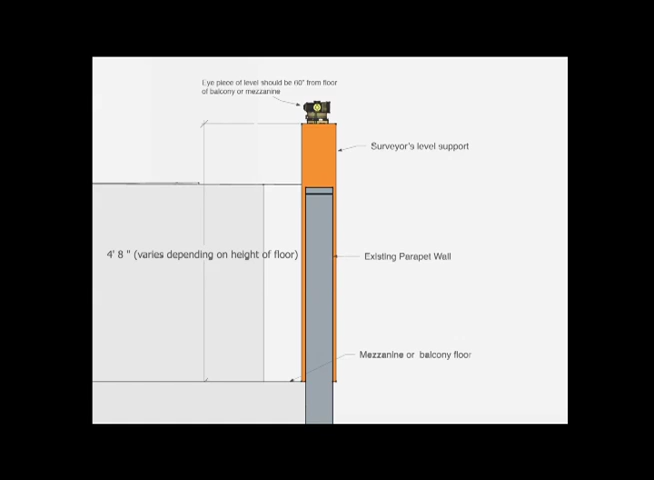 Eye piece of level should be 60" from floor
of balcony or mezzanine
Surveyor's level support
4' 8 " (varies depending on height of floor)
Existing Parapet Wall
Mezzanine or balcony floor